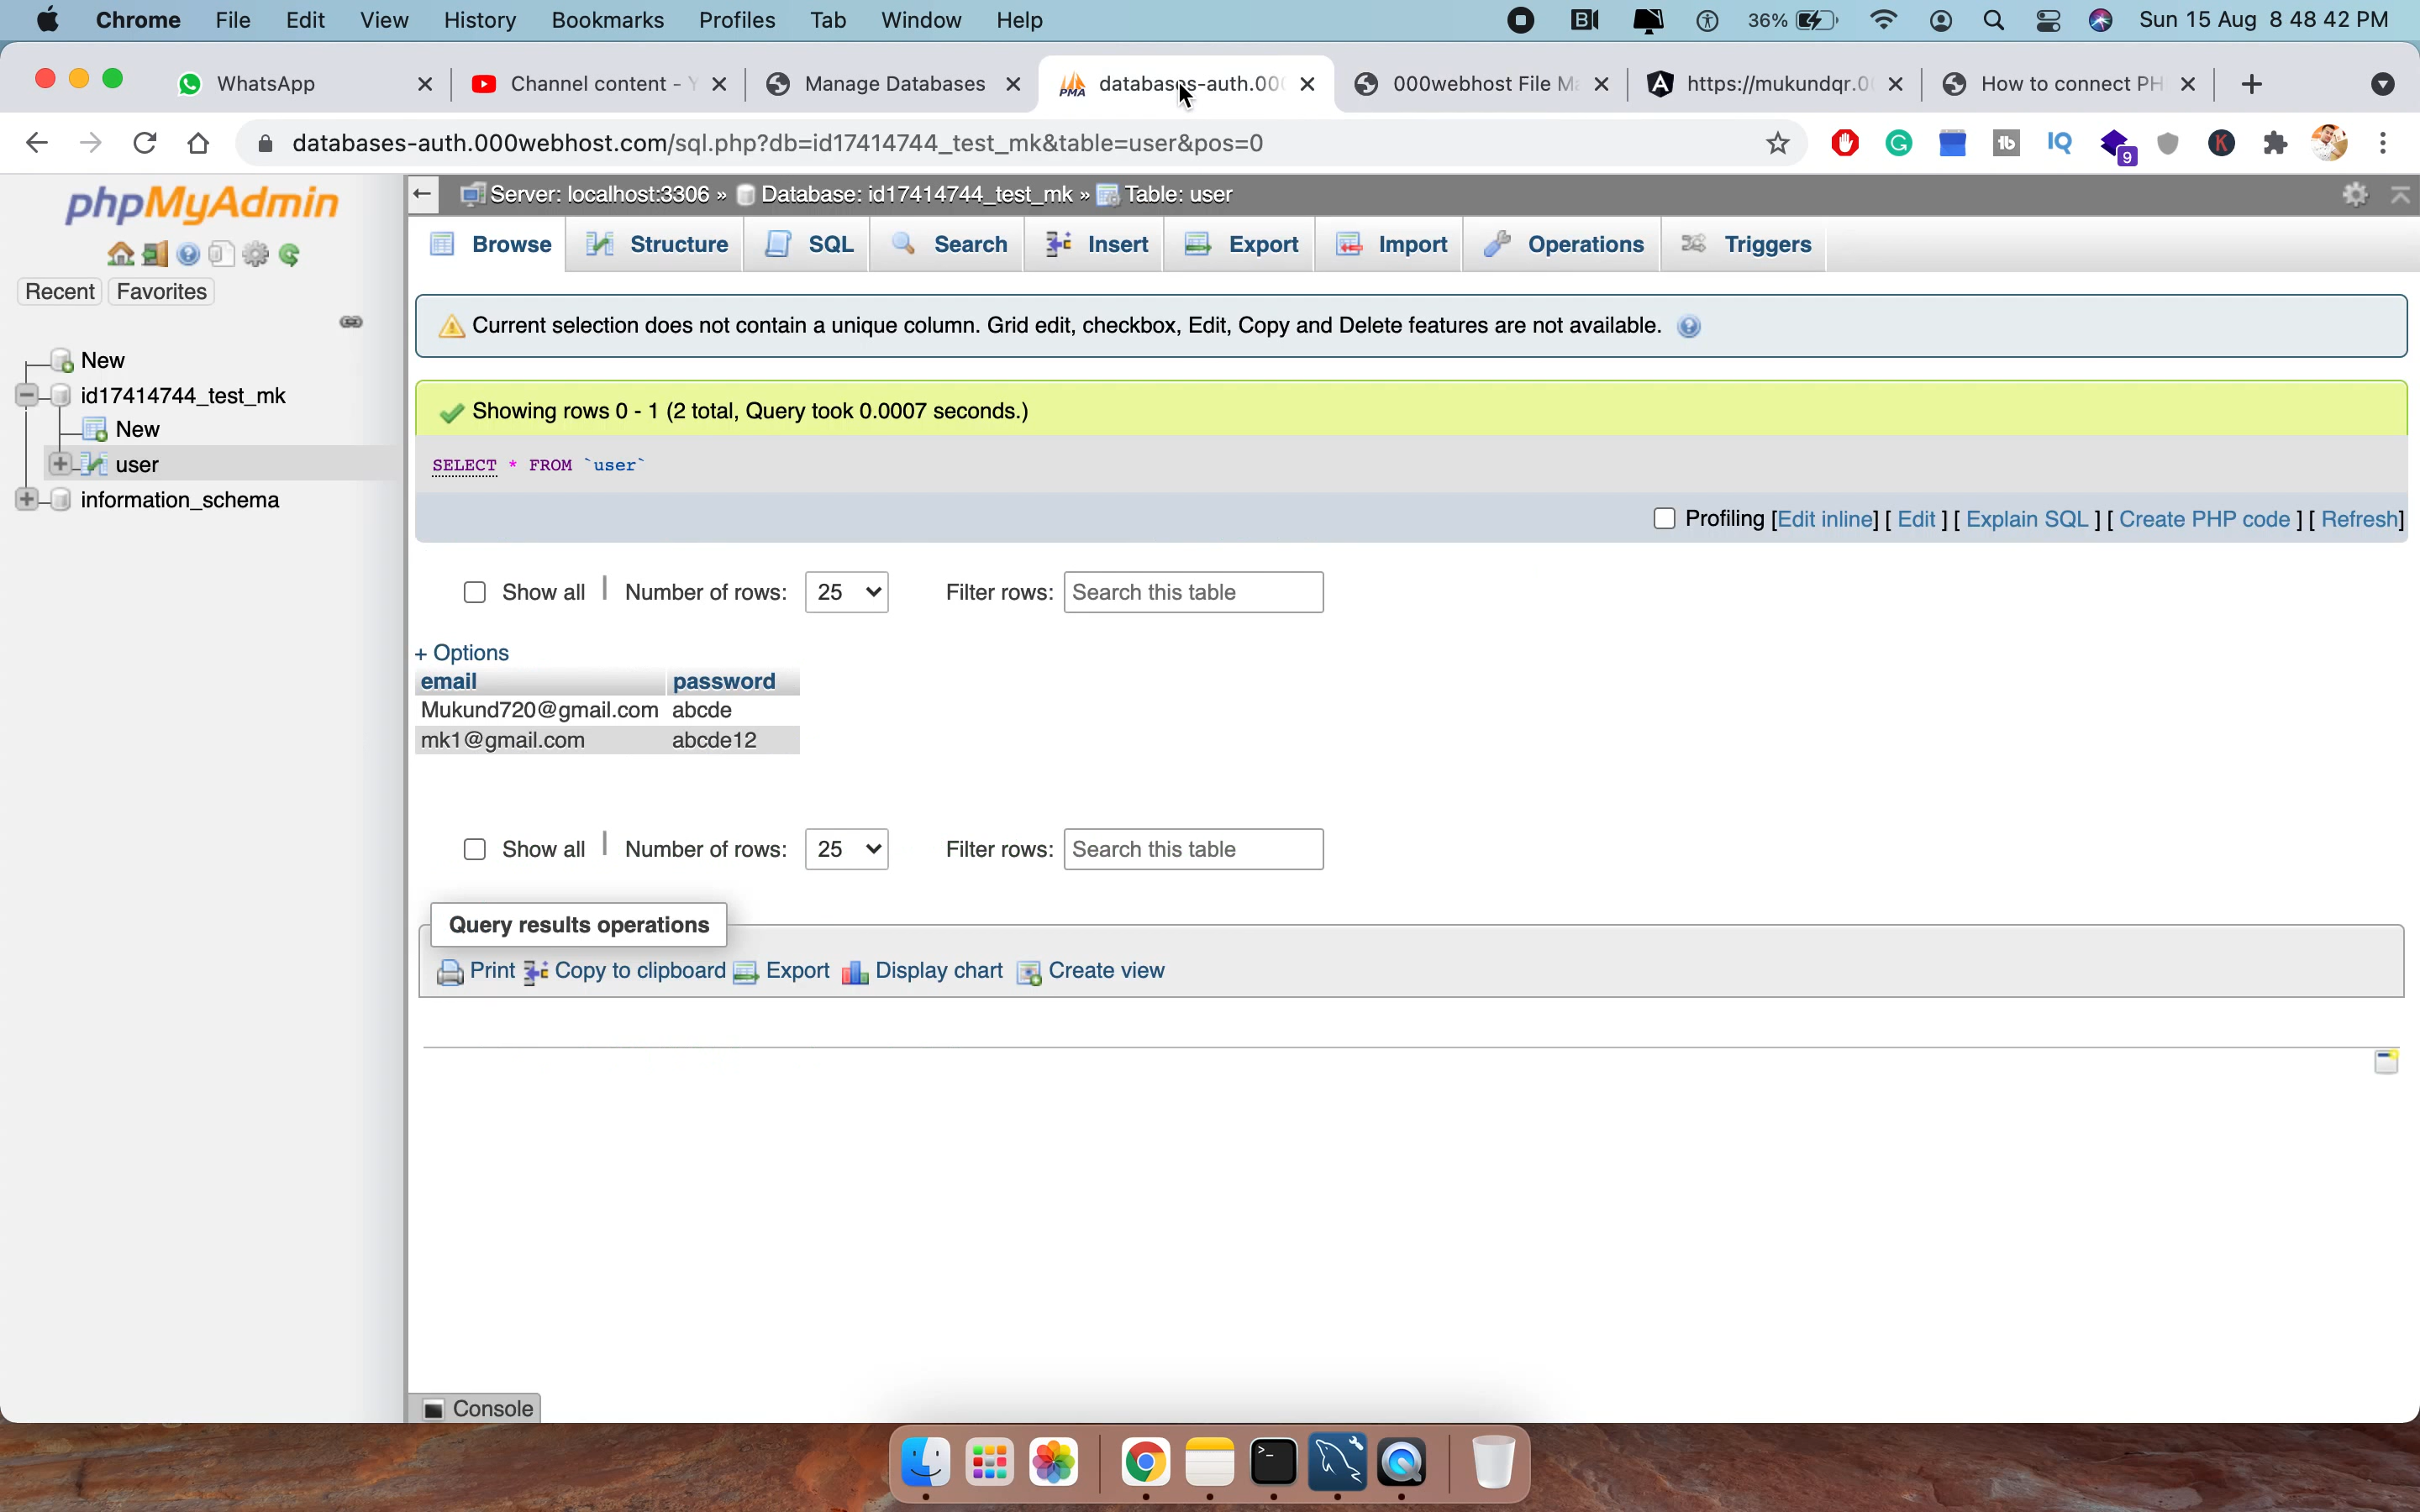 Chrome File Edit View History Bookmarks Profiles Tab Window Help 36% Sun 15 Aug 8 48 42 PM
WhatsApp Channel content - Y Manage Databases databases-auth.000 000webhost File Ma https://mukundqr.00 How to connect PH
databases-auth.000webhost.com/sql.php?db=id17414744_test_mk&table=user&pos=0
9
phpMyAdmin
Recent Favorites
New
id17414744_test_mk
New
user
information_schema
Server: localhost:3306 » Database: id17414744_test_mk » Table: user
Browse Structure SQL Search Insert Export Import Operations Triggers
Current selection does not contain a unique column. Grid edit, checkbox, Edit, Copy and Delete features are not available.
Showing rows 0 - 1 (2 total, Query took 0.0007 seconds.)
SELECT * FROM `user`
Profiling [Edit inline] [ Edit ] [ Explain SQL ] [ Create PHP code ] [ Refresh]
Show all | Number of rows: 25 Filter rows: Search this table
+ Options
email password
Mukund720@gmail.com abcde
mk1@gmail.com abcde12
Show all | Number of rows: 25 Filter rows: Search this table
Query results operations
Print Copy to clipboard Export Display chart Create view
Console